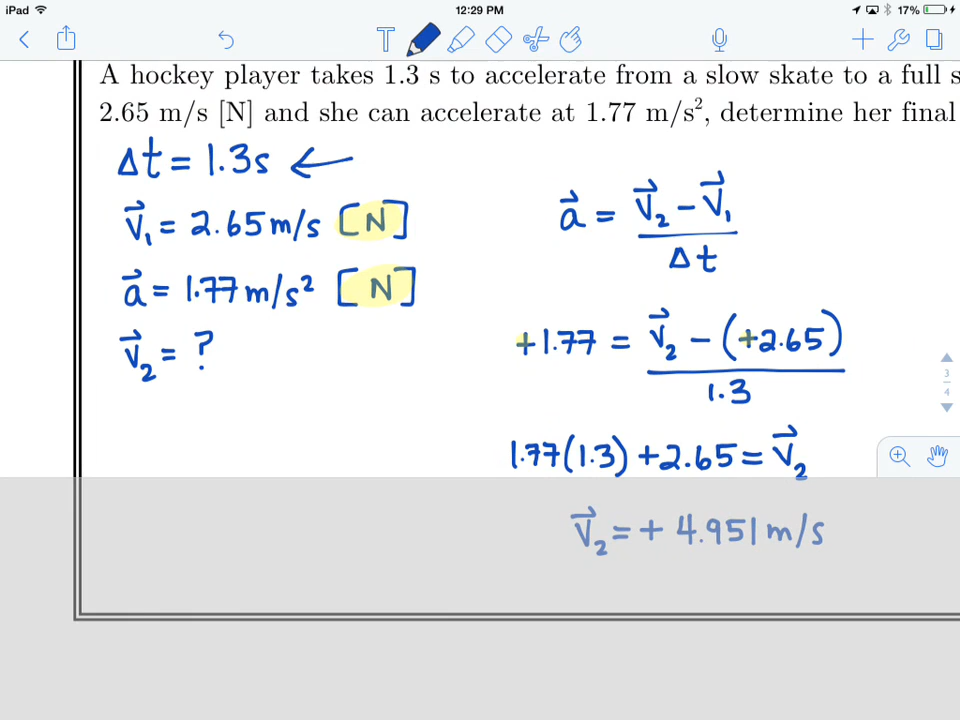 iPad 12:29 PM 17%
T
A hockey player takes 1.3 s to accelerate from a slow skate to a full s
2.65 m/s [N] and she can accelerate at 1.77 m/s², determine her final
Δt = 1.3s ←
v⃗₁ = 2.65 m/s [N]
a⃗ = 1.77 m/s² [N]
v⃗₂ = ?
a⃗ = (v⃗₂ − v⃗₁) / Δt
+1.77 = (v⃗₂ − (+2.65)) / 1.3
1.77(1.3) + 2.65 = v⃗₂
v⃗₂ = + 4.951 m/s
3
4